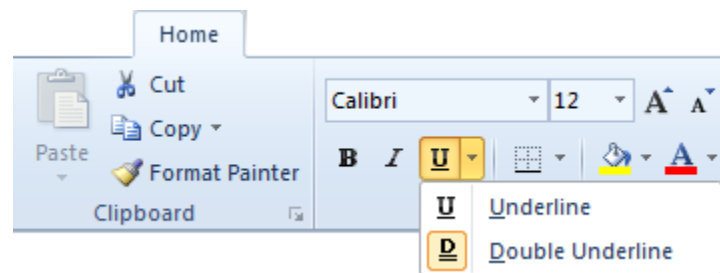 Home
Cut
Copy
Paste
Format Painter
Clipboard
Calibri 12 A A
B I U A
U Underline
D Double Underline